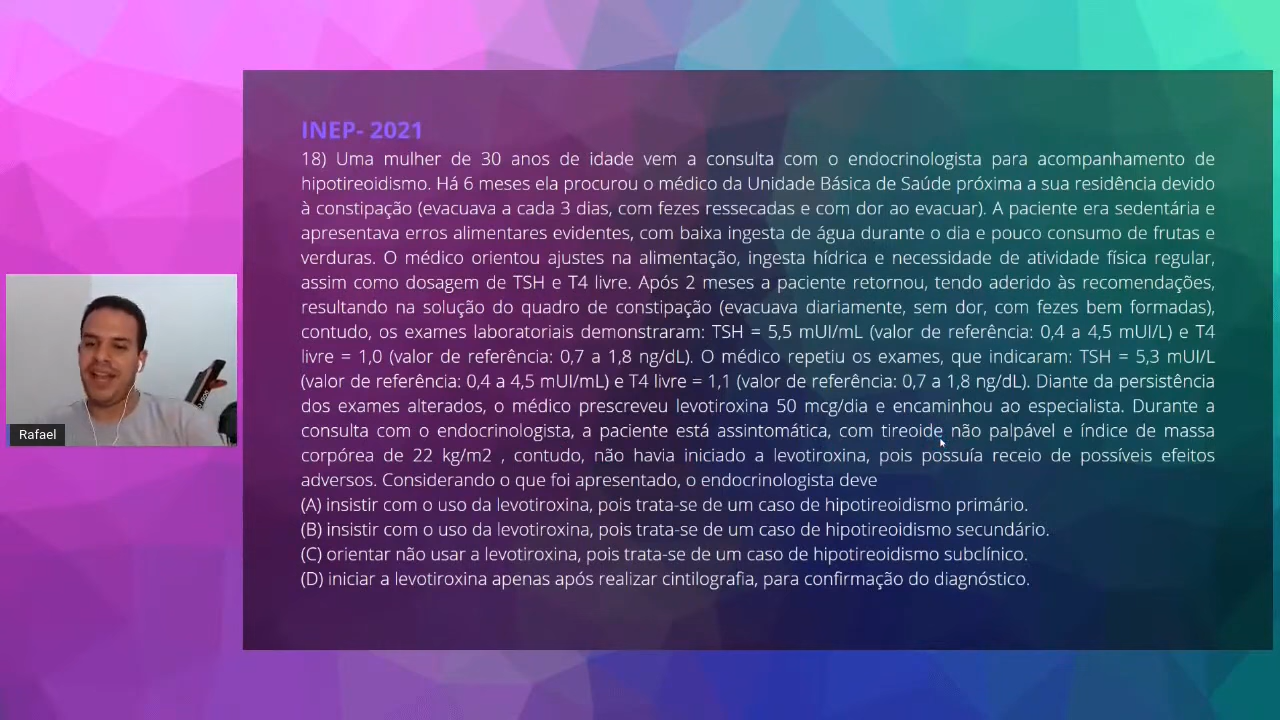 INEP- 2021
18) Uma mulher de 30 anos de idade vem a consulta com o endocrinologista para acompanhamento de
hipotireoidismo. Há 6 meses ela procurou o médico da Unidade Básica de Saúde próxima a sua residência devido
à constipação (evacuava a cada 3 dias, com fezes ressecadas e com dor ao evacuar). A paciente era sedentária e
apresentava erros alimentares evidentes, com baixa ingesta de água durante o dia e pouco consumo de frutas e
verduras. O médico orientou ajustes na alimentação, ingesta hídrica e necessidade de atividade física regular,
assim como dosagem de TSH e T4 livre. Após 2 meses a paciente retornou, tendo aderido às recomendações,
resultando na solução do quadro de constipação (evacuava diariamente, sem dor, com fezes bem formadas),
contudo, os exames laboratoriais demonstraram: TSH = 5,5 mUI/mL (valor de referência: 0,4 a 4,5 mUI/L) e T4
livre = 1,0 (valor de referência: 0,7 a 1,8 ng/dL). O médico repetiu os exames, que indicaram: TSH = 5,3 mUI/L
(valor de referência: 0,4 a 4,5 mUI/mL) e T4 livre = 1,1 (valor de referência: 0,7 a 1,8 ng/dL). Diante da persistência
dos exames alterados, o médico prescreveu levotiroxina 50 mcg/dia e encaminhou ao especialista. Durante a
consulta com o endocrinologista, a paciente está assintomática, com tireoide não palpável e índice de massa
corpórea de 22 kg/m2 , contudo, não havia iniciado a levotiroxina, pois possuía receio de possíveis efeitos
adversos. Considerando o que foi apresentado, o endocrinologista deve
(A) insistir com o uso da levotiroxina, pois trata-se de um caso de hipotireoidismo primário.
(B) insistir com o uso da levotiroxina, pois trata-se de um caso de hipotireoidismo secundário.
(C) orientar não usar a levotiroxina, pois trata-se de um caso de hipotireoidismo subclínico.
(D) iniciar a levotiroxina apenas após realizar cintilografia, para confirmação do diagnóstico.
Rafael